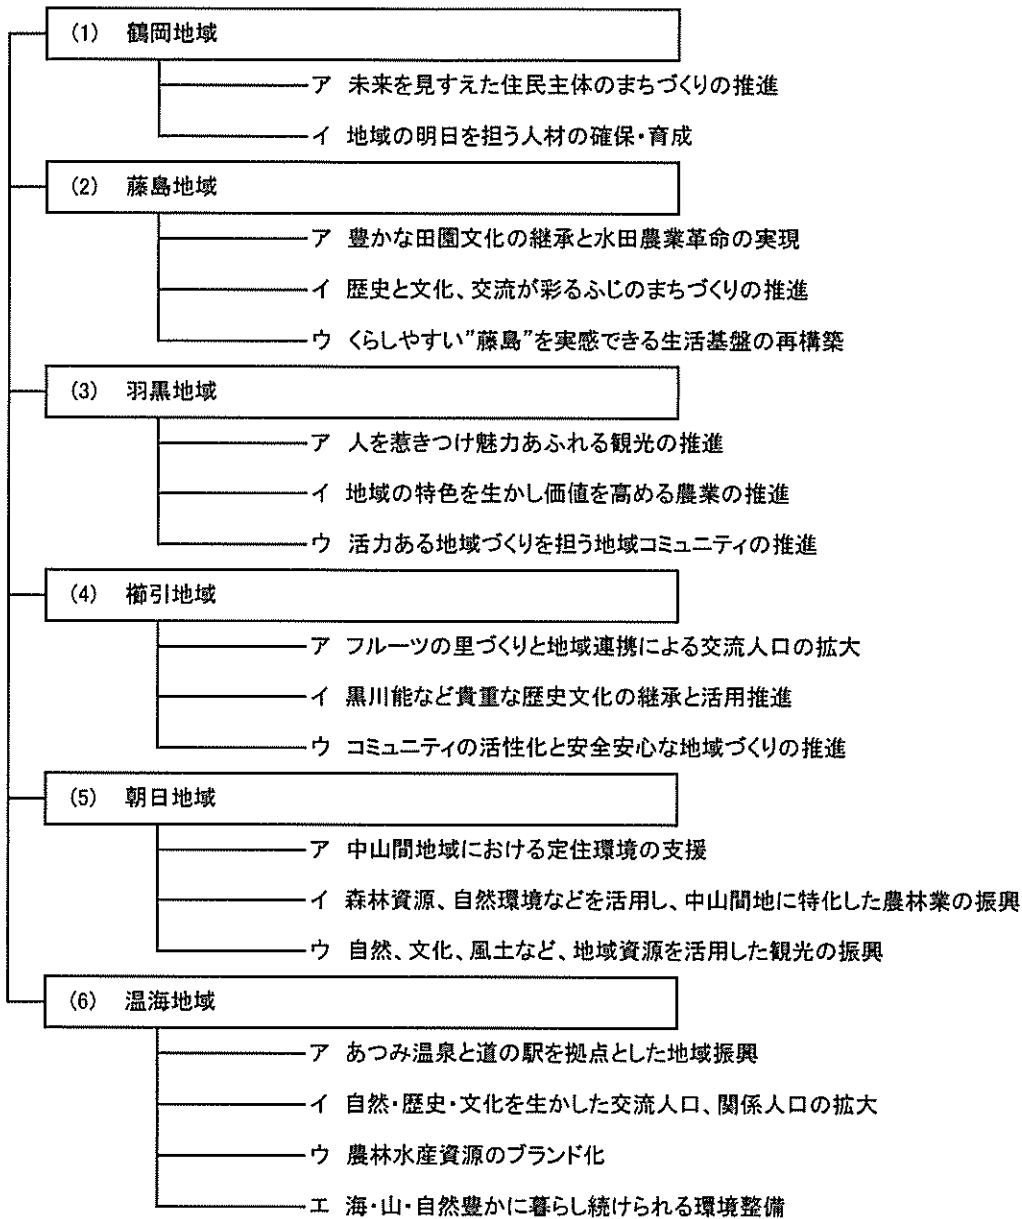 (1) 鶴岡地域
ア 未来を見すえた住民主体のまちづくりの推進
イ 地域の明日を担う人材の確保・育成
(2) 藤島地域
ア 豊かな田園文化の継承と水田農業革命の実現
イ 歴史と文化、交流が彩るふじのまちづくりの推進
ウ くらしやすい”藤島”を実感できる生活基盤の再構築
(3) 羽黒地域
ア 人を惹きつけ魅力あふれる観光の推進
イ 地域の特色を生かし価値を高める農業の推進
ウ 活力ある地域づくりを担う地域コミュニティの推進
(4) 櫛引地域
ア フルーツの里づくりと地域連携による交流人口の拡大
イ 黒川能など貴重な歴史文化の継承と活用推進
ウ コミュニティの活性化と安全安心な地域づくりの推進
(5) 朝日地域
ア 中山間地域における定住環境の支援
イ 森林資源、自然環境などを活用し、中山間地に特化した農林業の振興
ウ 自然、文化、風土など、地域資源を活用した観光の振興
(6) 温海地域
ア あつみ温泉と道の駅を拠点とした地域振興
イ 自然・歴史・文化を生かした交流人口、関係人口の拡大
ウ 農林水産資源のブランド化
エ 海・山・自然豊かに暮らし続けられる環境整備